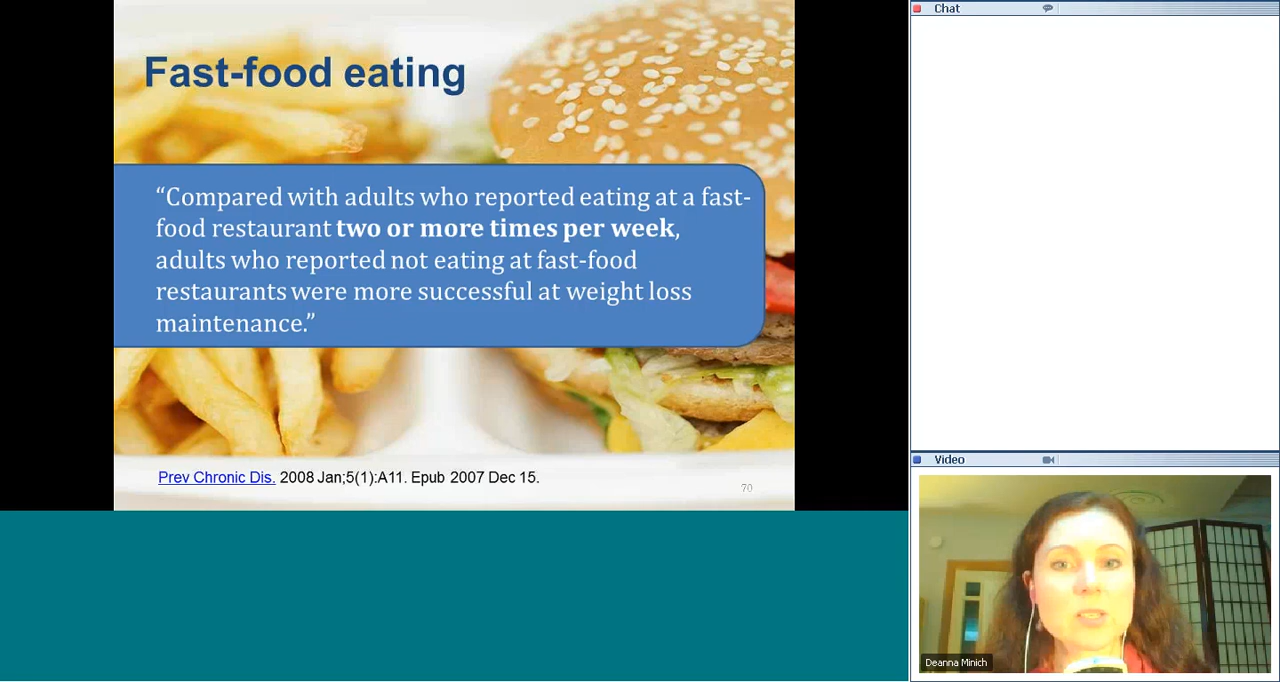 Fast-food eating
“Compared with adults who reported eating at a fast-
food restaurant two or more times per week,
adults who reported not eating at fast-food
restaurants were more successful at weight loss
maintenance.”
Prev Chronic Dis. 2008 Jan;5(1):A11. Epub 2007 Dec 15.
70
Chat
Video
Deanna Minich